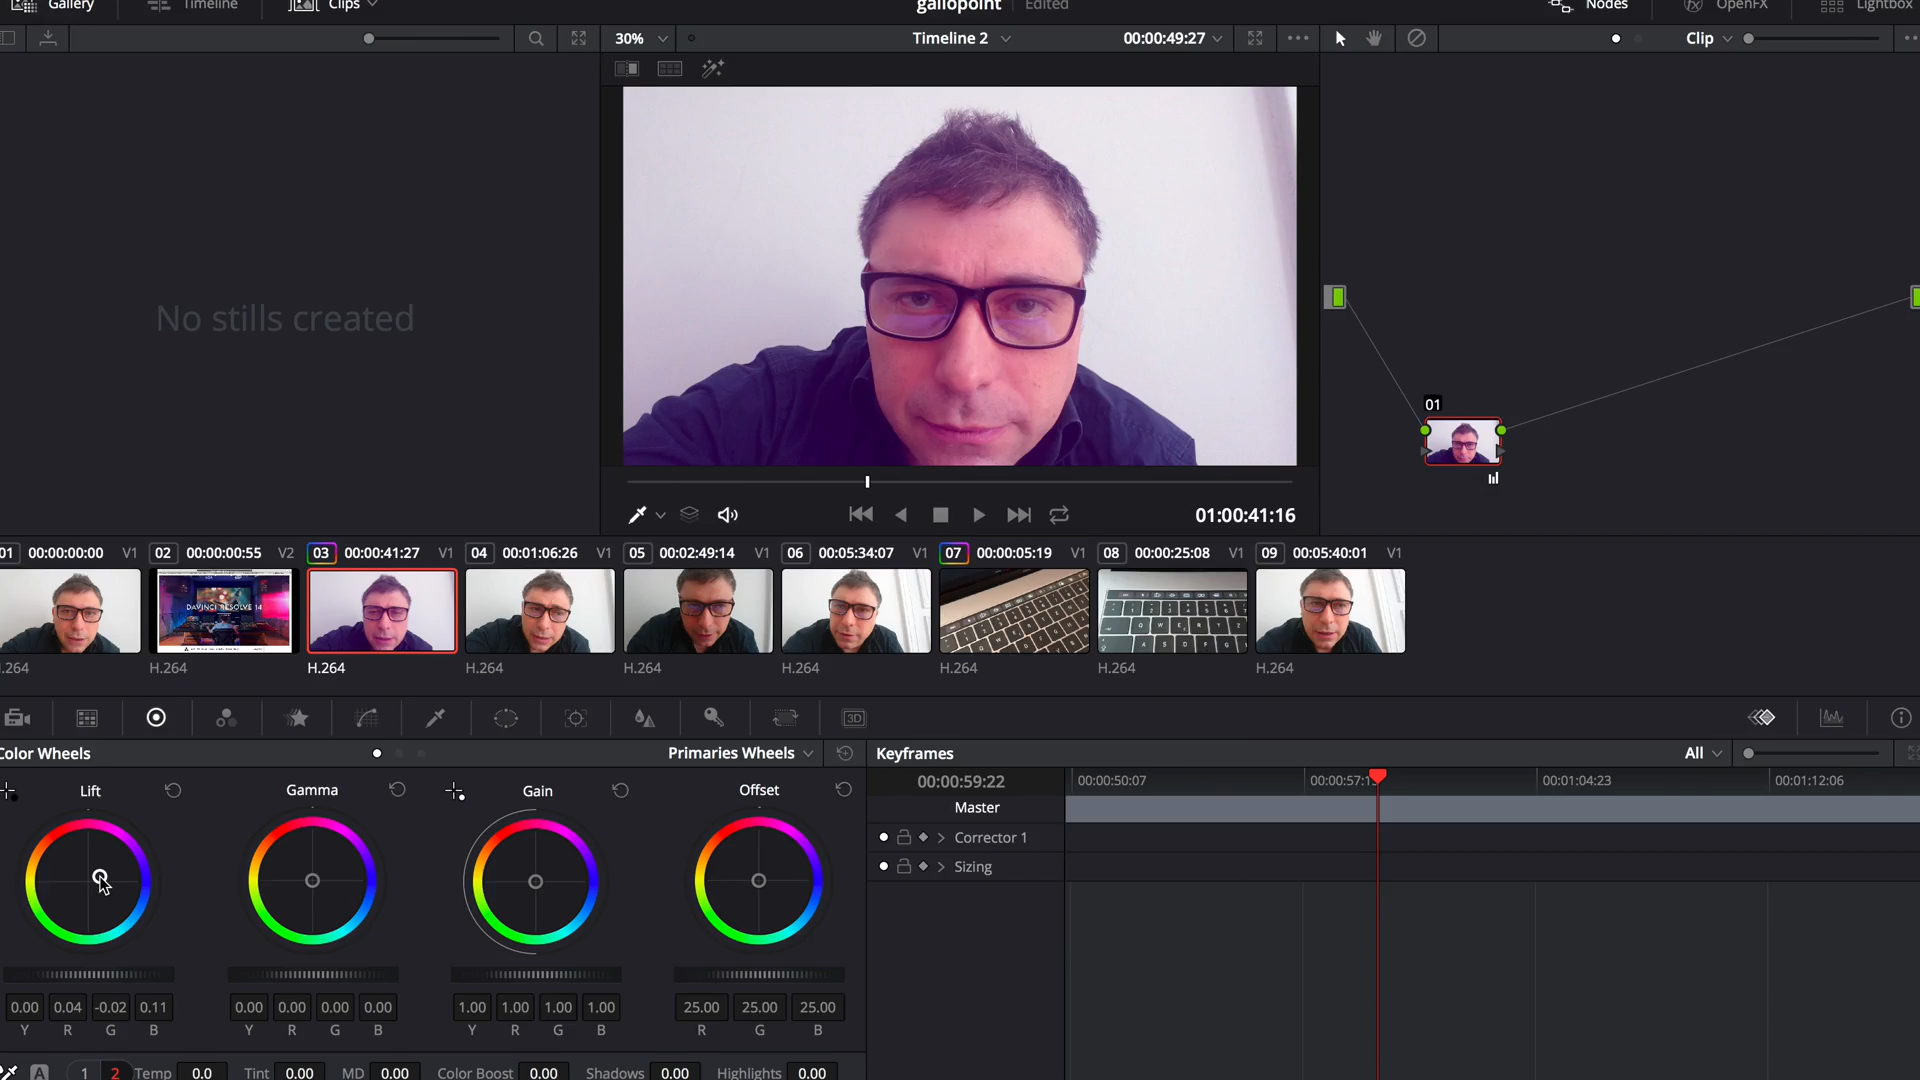 Gallery Timeline Clips gallopoint Edited Nodes OpenFX Lightbox
30% Timeline 2 00:00:49:27 Clip
No stills created
01
01:00:41:16
01 00:00:00:00 V1 02 00:00:00:55 V2 03 00:00:41:27 V1 04 00:01:06:26 V1 05 00:02:49:14 V1 06 00:05:34:07 V1 07 00:00:05:19 V1 08 00:00:25:08 V1 09 00:05:40:01 V1
DAVINCI RESOLVE 14
H.264 H.264 H.264 H.264 H.264 H.264 H.264 H.264 H.264
3D
Color Wheels Primaries Wheels Keyframes All
Lift Gamma Gain Offset
00:00:59:22 00:00:50:07 00:00:57:1 00:01:04:23 00:01:12:06
Master
Corrector 1
Sizing
0.00 0.04 -0.02 0.11 0.00 0.00 0.00 0.00 1.00 1.00 1.00 1.00 25.00 25.00 25.00
Y R G B Y R G B Y R G B R G B
A 1 2 Temp 0.0 Tint 0.00 MD 0.00 Color Boost 0.00 Shadows 0.00 Highlights 0.00